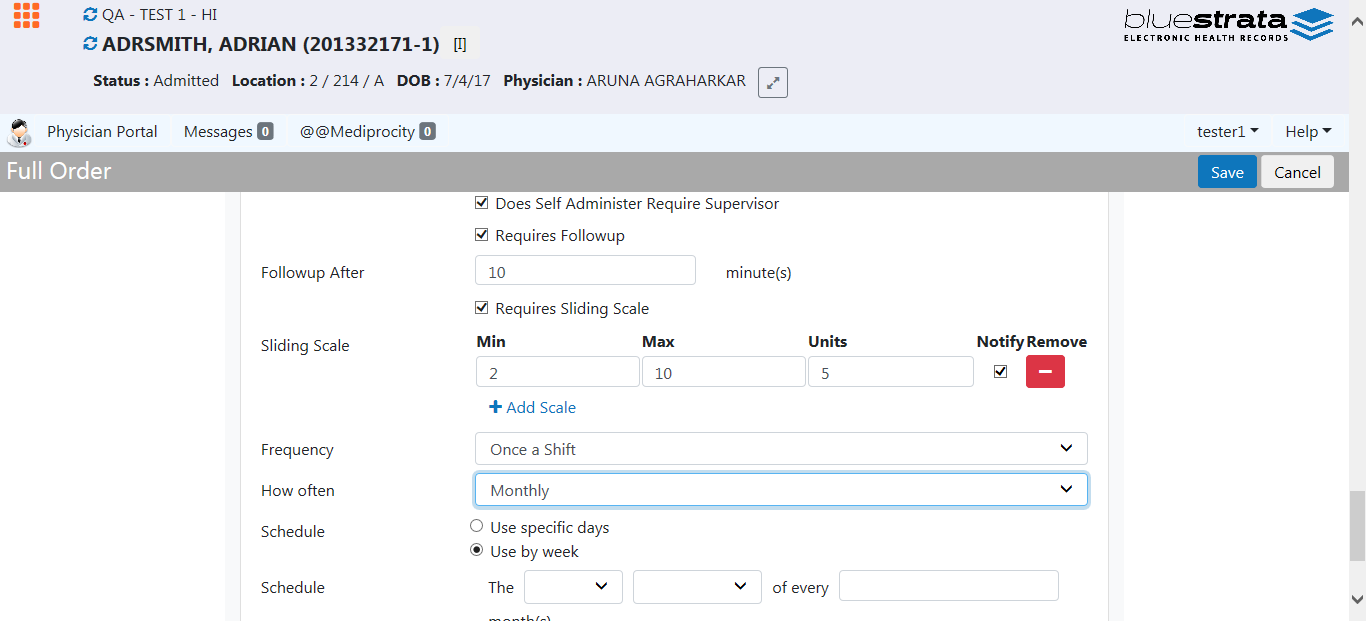 QA - TEST 1 - HI
bluestrata
ELECTRONIC HEALTH RECORDS
ADRSMITH, ADRIAN (201332171-1) [I]
Status : Admitted Location : 2 / 214 / A DOB : 7/4/17 Physician : ARUNA AGRAHARKAR
Physician Portal Messages 0 @@Mediprocity 0 tester1 Help
Full Order Save Cancel
Does Self Administer Require Supervisor
Requires Followup
Followup After 10 minute(s)
Requires Sliding Scale
Sliding Scale Min Max Units Notify Remove
2 10 5
Add Scale
Frequency Once a Shift
How often Monthly
Schedule Use specific days
Use by week
Schedule The of every
month(s)